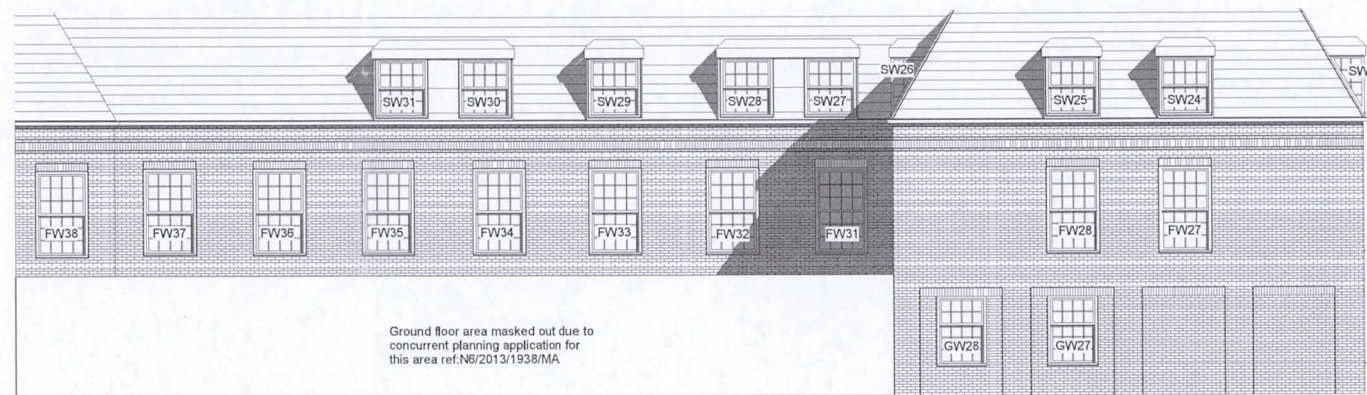 SW26
SW
SW31
SW30
SW29
SW28
SW27
SW25
SW24
FW38
FW37
FW36
FW35
FW34
FW33
FW32
FW31
FW28
FW27
Ground floor area masked out due to
concurrent planning application for
this area ref:N6/2013/1938/MA
GW28
GW27